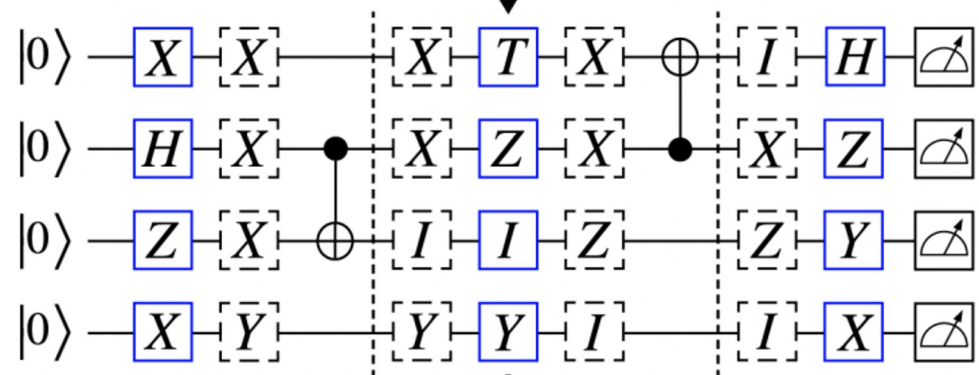 |0⟩ X X X T X I H
|0⟩ H X X Z X X Z
|0⟩ Z X I I Z Z Y
|0⟩ X Y Y Y I I X